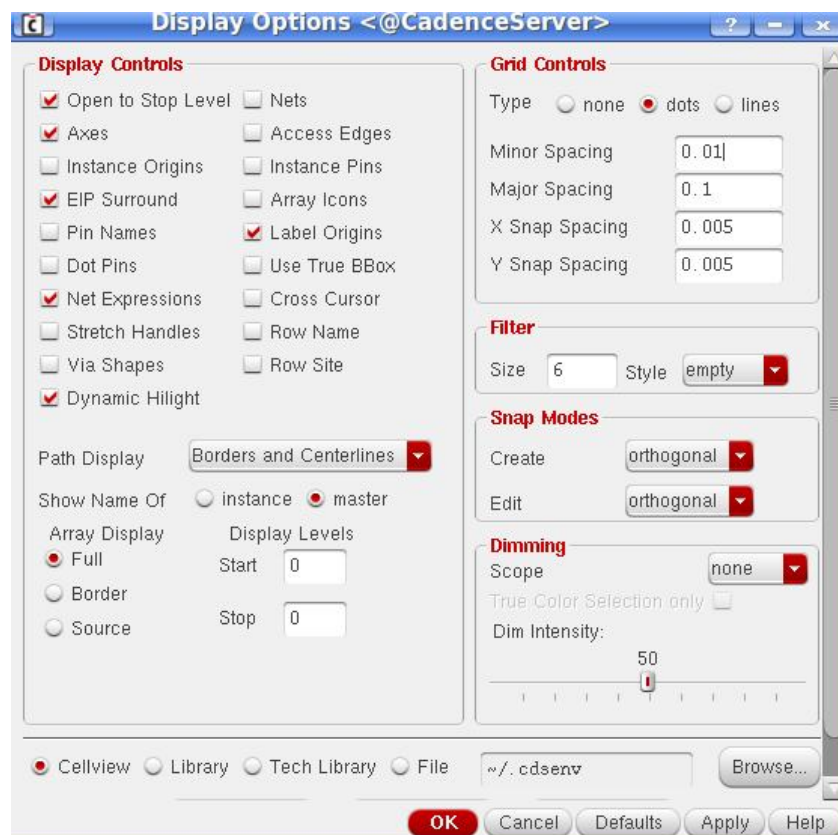 Display Options <@CadenceServer>
Display Controls
Open to Stop Level
Nets
Axes
Access Edges
Instance Origins
Instance Pins
EIP Surround
Array Icons
Pin Names
Label Origins
Dot Pins
Use True BBox
Net Expressions
Cross Cursor
Stretch Handles
Row Name
Via Shapes
Row Site
Dynamic Hilight
Path Display
Borders and Centerlines
Show Name Of
instance
master
Array Display
Display Levels
Full
Start
0
Border
Source
Stop
0
Grid Controls
Type
none
dots
lines
Minor Spacing
0.01
Major Spacing
0.1
X Snap Spacing
0.005
Y Snap Spacing
0.005
Filter
Size
6
Style
empty
Snap Modes
Create
orthogonal
Edit
orthogonal
Dimming
Scope
none
True Color Selection only
Dim Intensity:
50
Cellview
Library
Tech Library
File
~/.cdsenv
Browse...
OK
Cancel
Defaults
Apply
Help